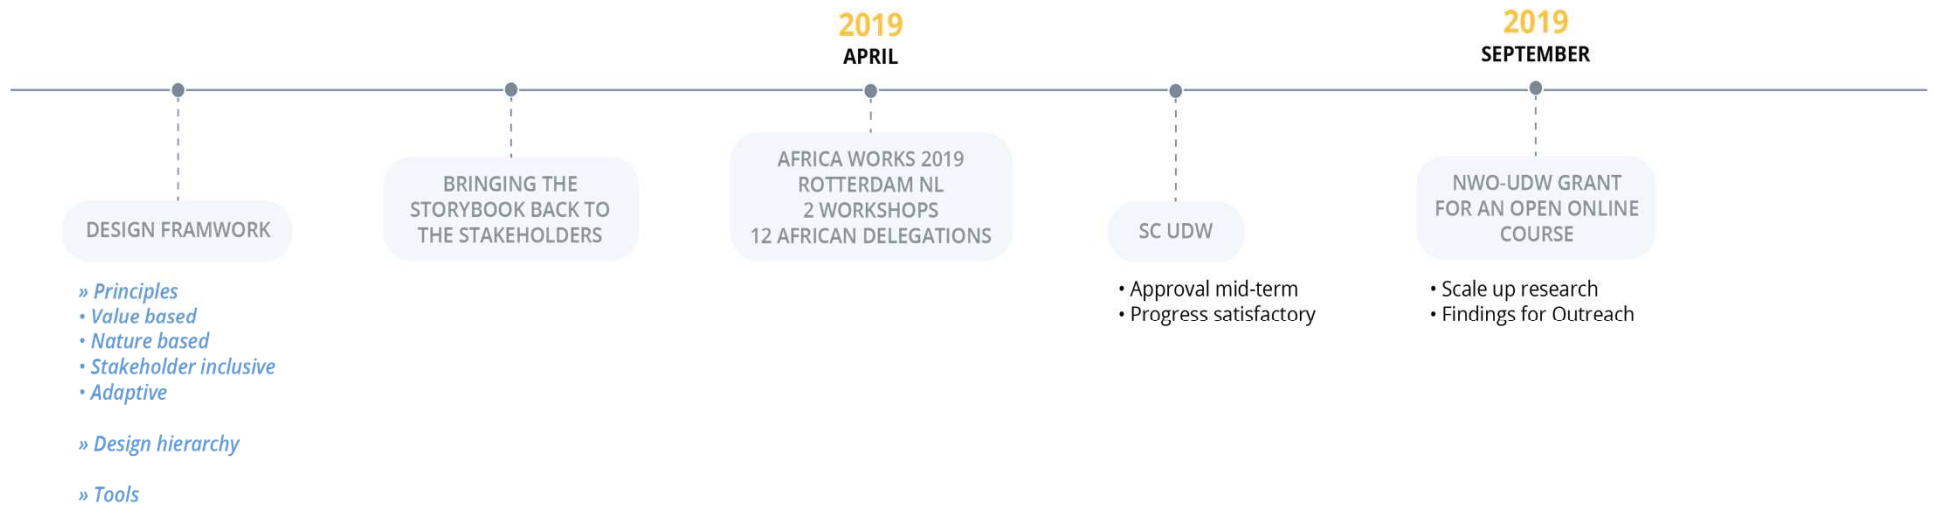 2019
APRIL
2019
SEPTEMBER
DESIGN FRAMWORK
» Principles
• Value based
• Nature based
• Stakeholder inclusive
• Adaptive
» Design hierarchy
» Tools
BRINGING THE
STORYBOOK BACK TO
THE STAKEHOLDERS
AFRICA WORKS 2019
ROTTERDAM NL
2 WORKSHOPS
12 AFRICAN DELEGATIONS
SC UDW
• Approval mid-term
• Progress satisfactory
NWO-UDW GRANT
FOR AN OPEN ONLINE
COURSE
• Scale up research
• Findings for Outreach